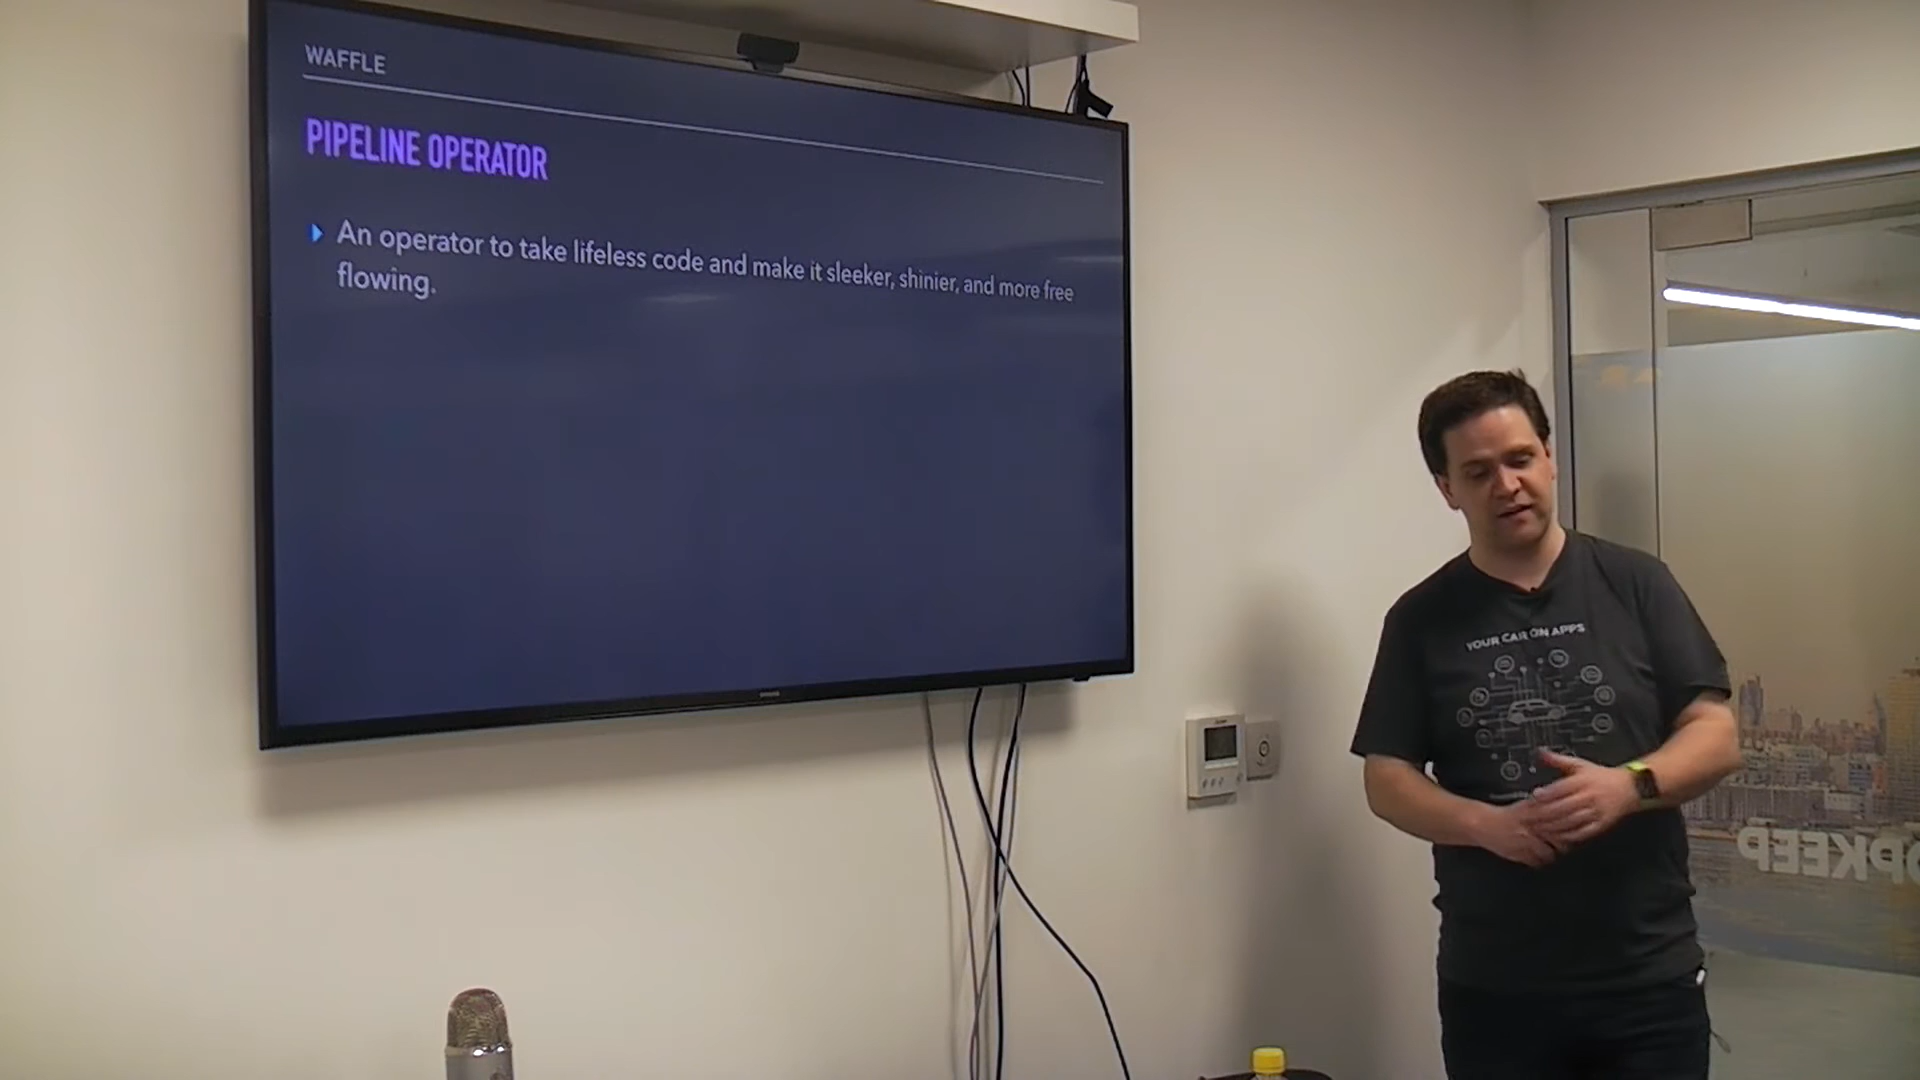 WAFFLE
PIPELINE OPERATOR
An operator to take lifeless code and make it sleeker, shinier, and more free
flowing.
YOUR CAR ON APPS
OPKEEP